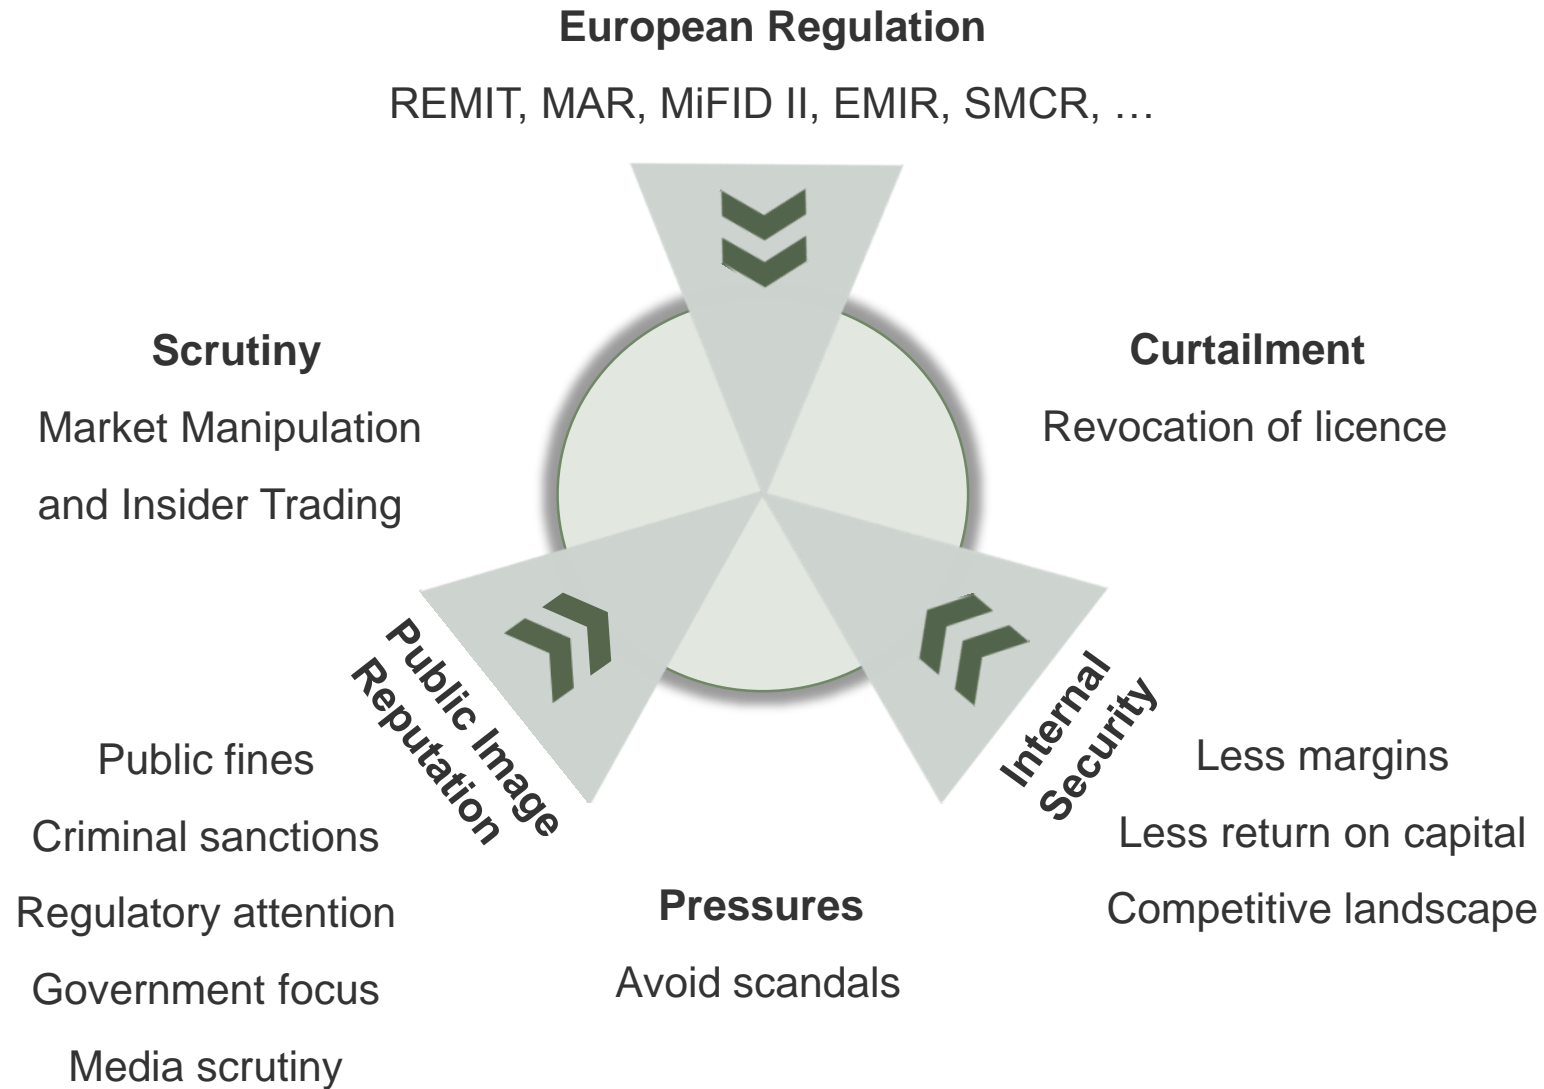 European Regulation
REMIT, MAR, MiFID II, EMIR, SMCR, …
Scrutiny
Market Manipulation
and Insider Trading
Curtailment
Revocation of licence
Public Image
Reputation
Internal
Security
Public fines
Criminal sanctions
Regulatory attention
Government focus
Media scrutiny
Pressures
Avoid scandals
Less margins
Less return on capital
Competitive landscape